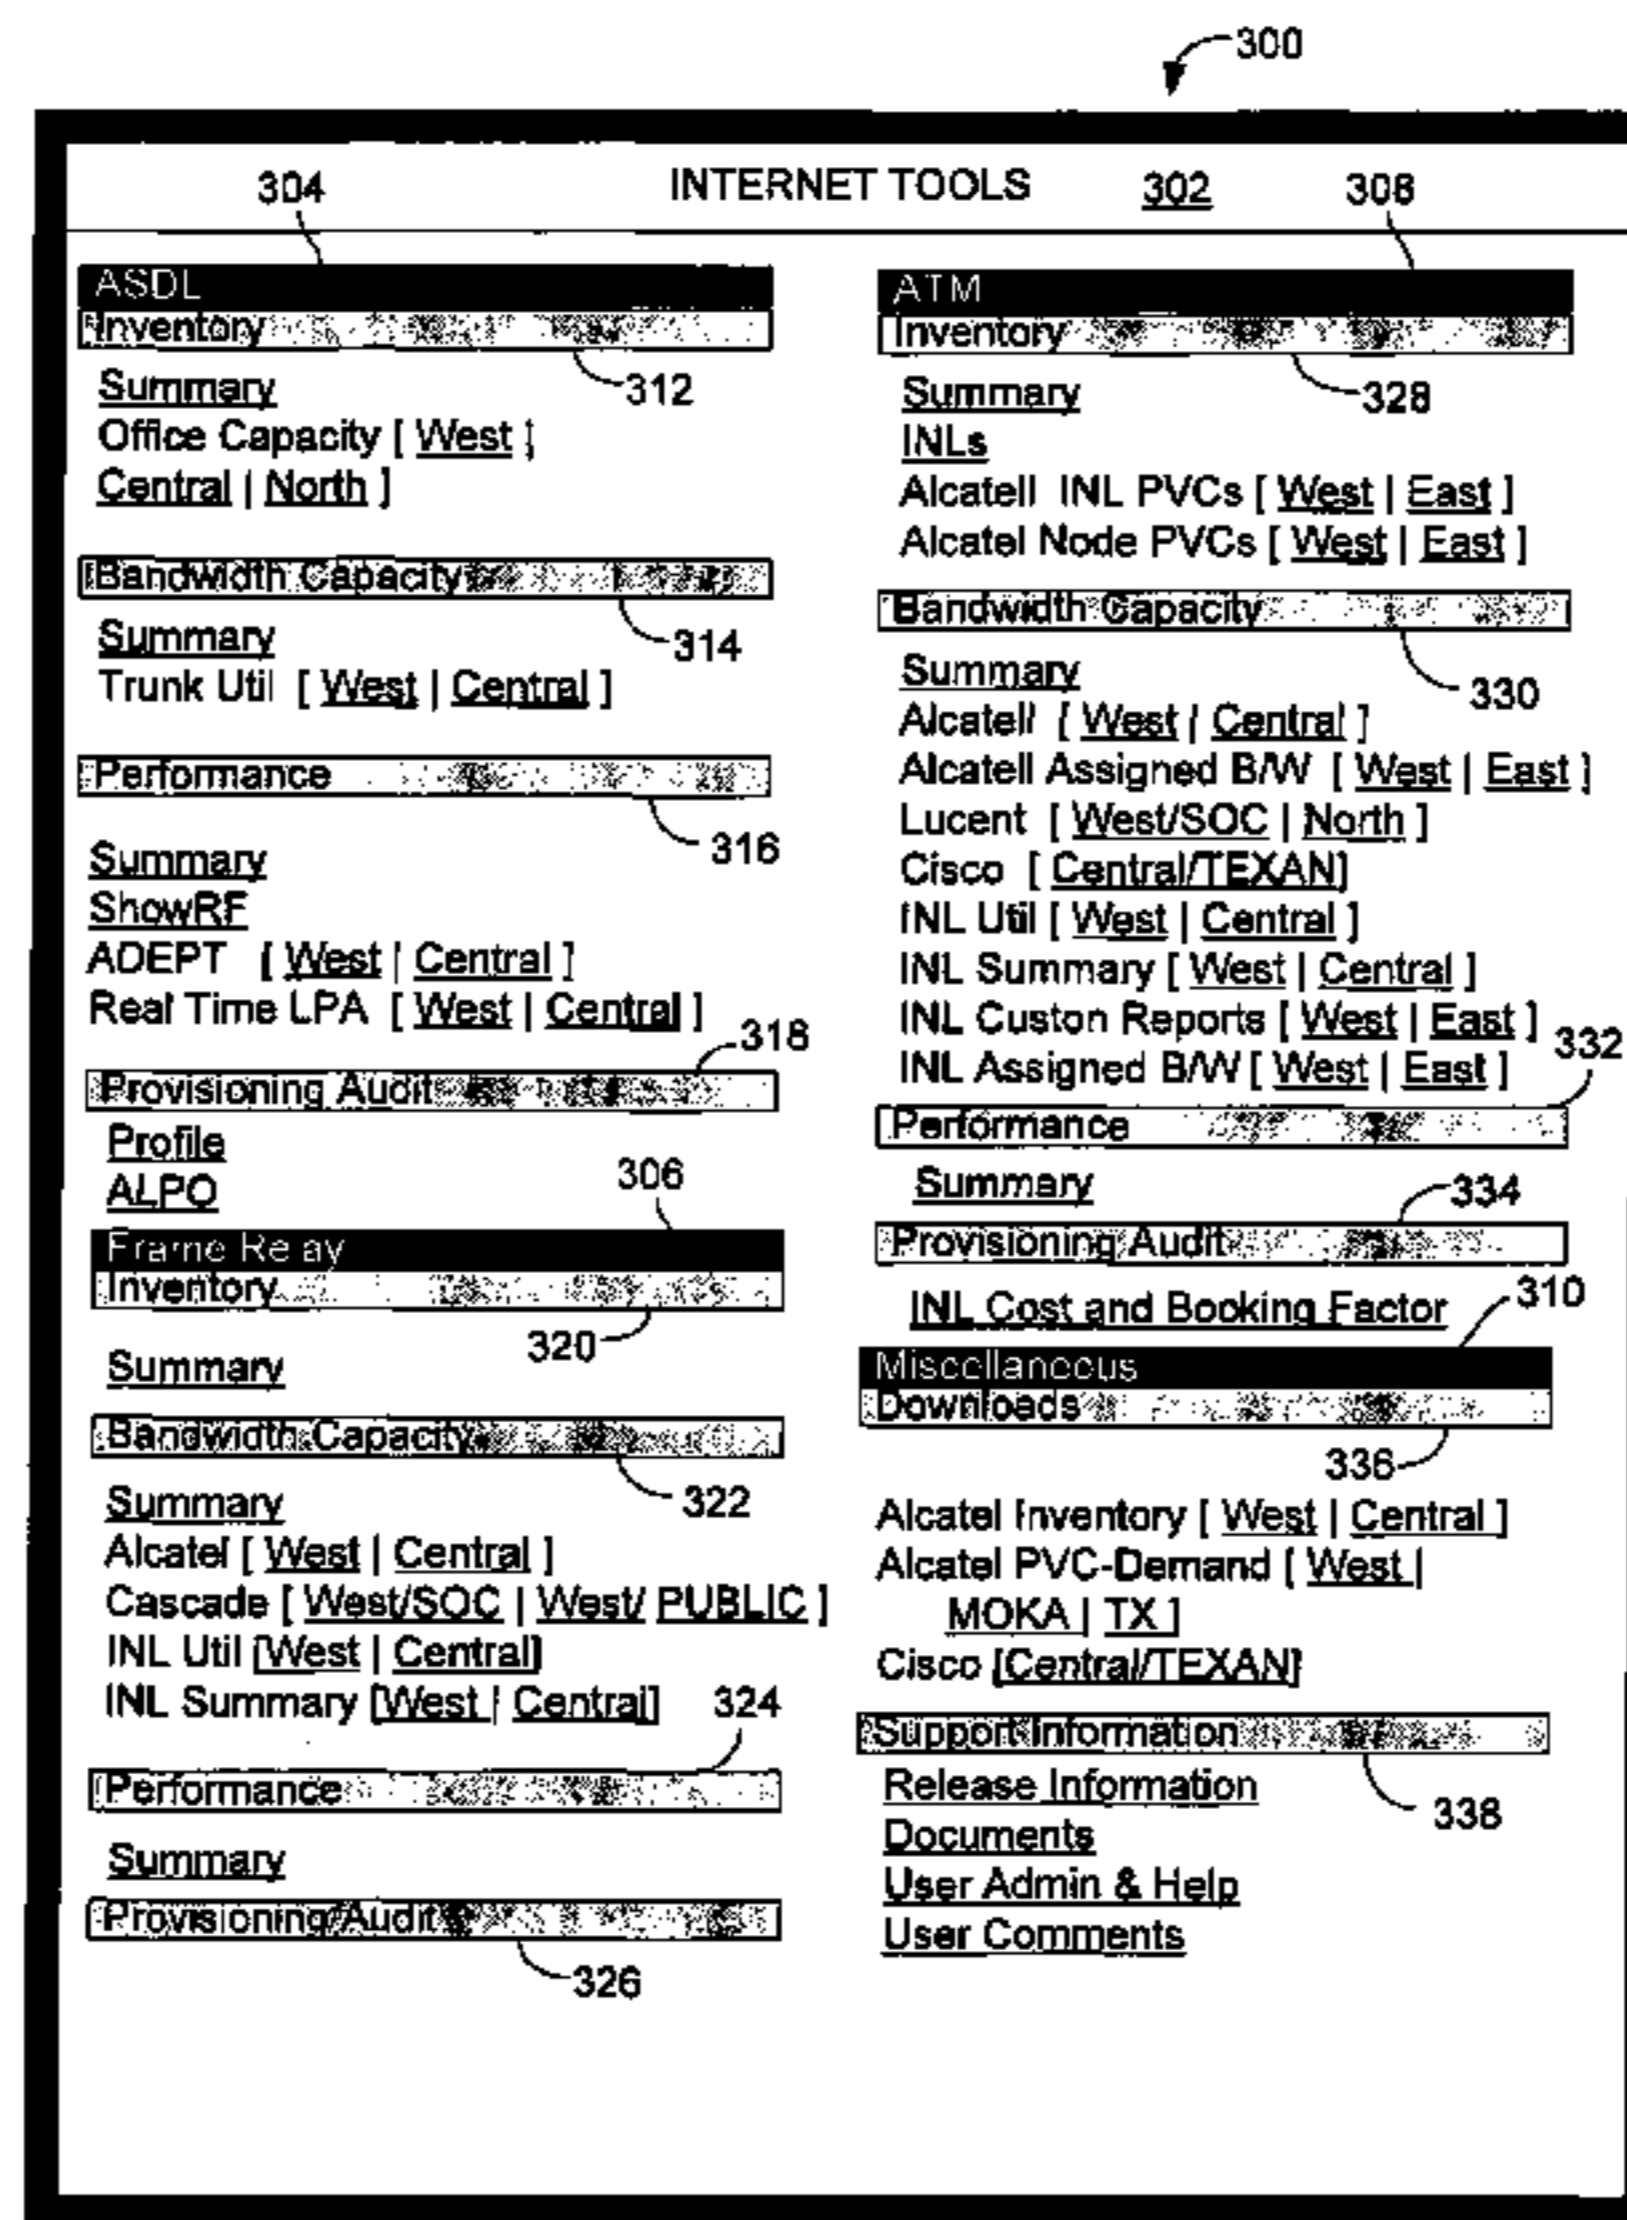 300
INTERNET TOOLS 302
304
ASDL
Inventory
312
Summary
Office Capacity [ West |
Central | North ]
Bandwidth Capacity
314
Summary
Trunk Util [ West | Central ]
Performance
316
Summary
ShowRF
ADEPT [ West | Central ]
Real Time LPA [ West | Central ]
318
Provisioning Audit
Profile
ALPO
306
Frame Relay
Inventory
320
Summary
Bandwidth Capacity
322
Summary
Alcatel [ West | Central ]
Cascade [ West/SOC | West/ PUBLIC ]
INL Util [West | Central]
INL Summary [West | Central]
324
Performance
Summary
Provisioning Audit
326
308
ATM
Inventory
328
Summary
INLs
Alcatell INL PVCs [ West | East ]
Alcatel Node PVCs [ West | East ]
Bandwidth Capacity
330
Summary
Alcatell [ West | Central ]
Alcatell Assigned B/W [ West | East ]
Lucent [ West/SOC | North ]
Cisco [ Central/TEXAN]
INL Util [ West | Central ]
INL Summary [ West | Central ]
INL Custon Reports [ West | East ]
INL Assigned B/W [ West | East ]
332
Performance
Summary
334
Provisioning Audit
INL Cost and Booking Factor
310
Miscellaneous
Downloads
336
Alcatel Inventory [ West | Central ]
Alcatel PVC-Demand [ West |
MOKA | TX ]
Cisco [Central/TEXAN]
Support Information
338
Release Information
Documents
User Admin & Help
User Comments